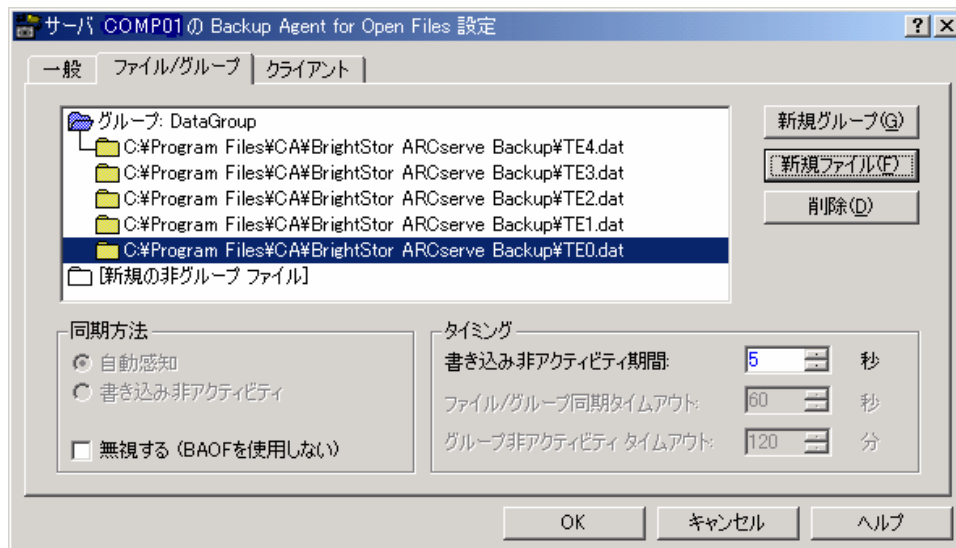 サーバ COMP01 の Backup Agent for Open Files 設定
一般 ファイル/グループ クライアント
グループ: DataGroup
C:¥Program Files¥CA¥BrightStor ARCserve Backup¥TE4.dat
C:¥Program Files¥CA¥BrightStor ARCserve Backup¥TE3.dat
C:¥Program Files¥CA¥BrightStor ARCserve Backup¥TE2.dat
C:¥Program Files¥CA¥BrightStor ARCserve Backup¥TE1.dat
C:¥Program Files¥CA¥BrightStor ARCserve Backup¥TE0.dat
[新規の非グループ ファイル]
新規グループ(G)
新規ファイル(F)
削除(D)
同期方法
自動感知
書き込み非アクティビティ
無視する (BAOFを使用しない)
タイミング
書き込み非アクティビティ期間: 5 秒
ファイル/グループ同期タイムアウト: 60 秒
グループ非アクティビティ タイムアウト: 120 分
OK キャンセル ヘルプ